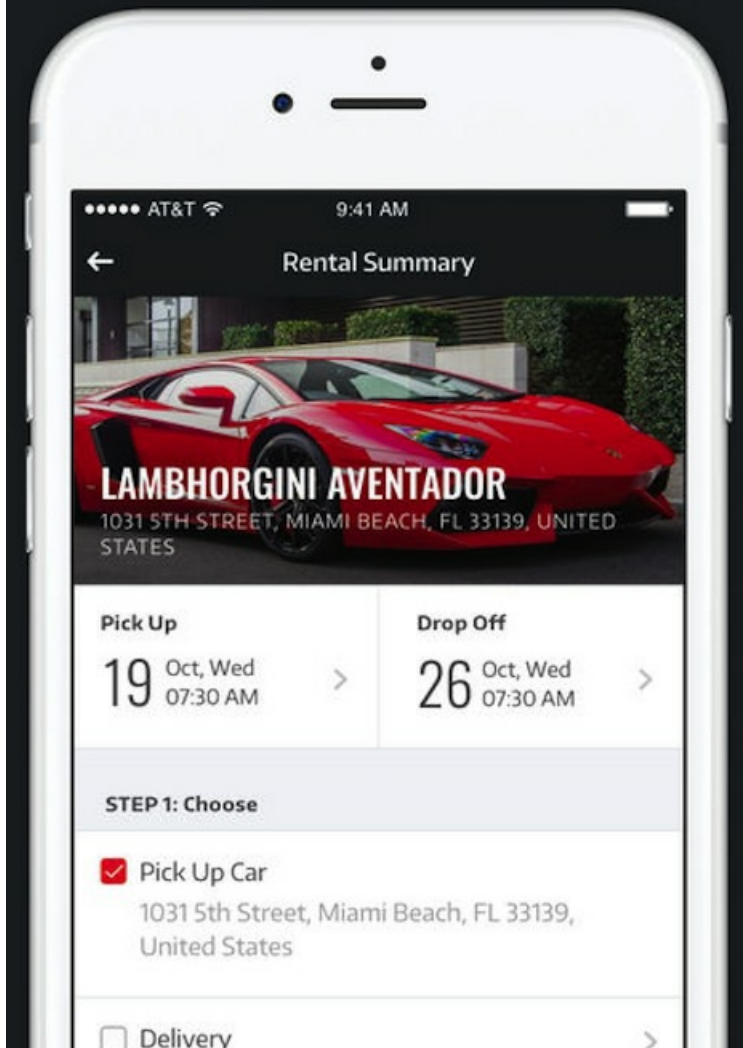 AT&T 9:41 AM
Rental Summary
LAMBHORGINI AVENTADOR
1031 5TH STREET, MIAMI BEACH, FL 33139, UNITED
STATES
Pick Up
19 Oct, Wed
07:30 AM
Drop Off
26 Oct, Wed
07:30 AM
STEP 1: Choose
Pick Up Car
1031 5th Street, Miami Beach, FL 33139,
United States
Delivery